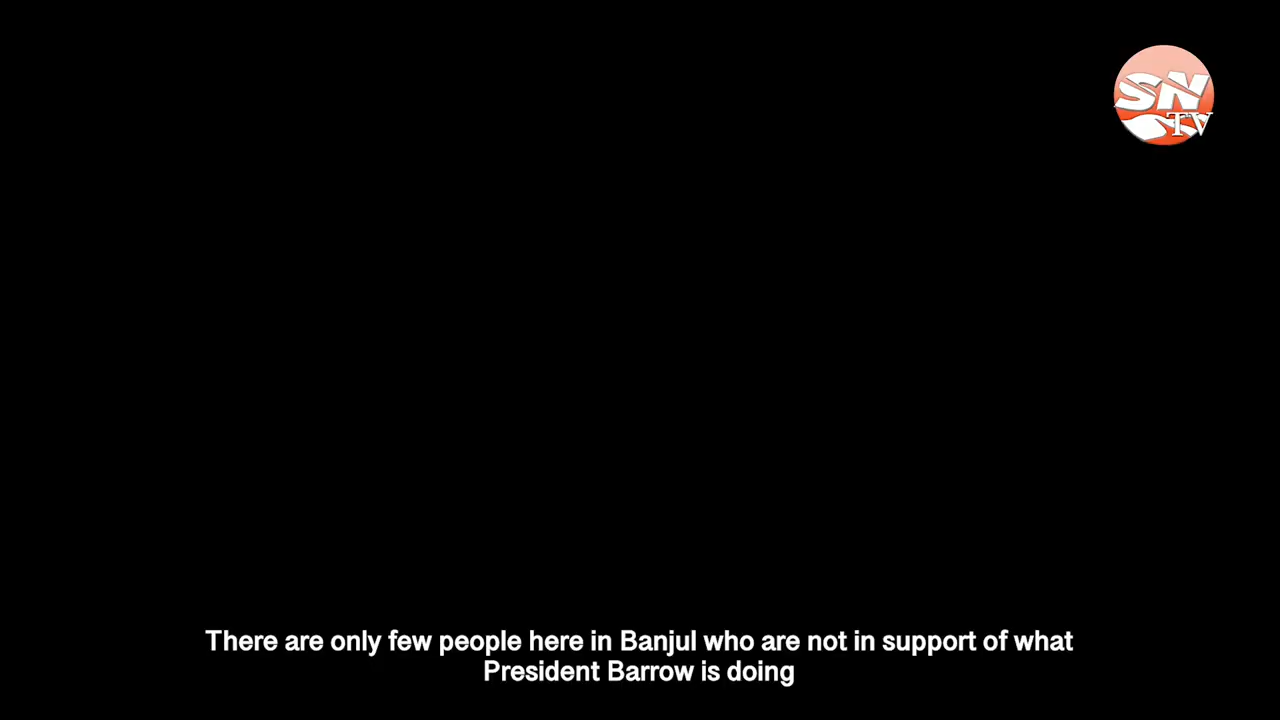 SN
TV
There are only few people here in Banjul who are not in support of what
President Barrow is doing